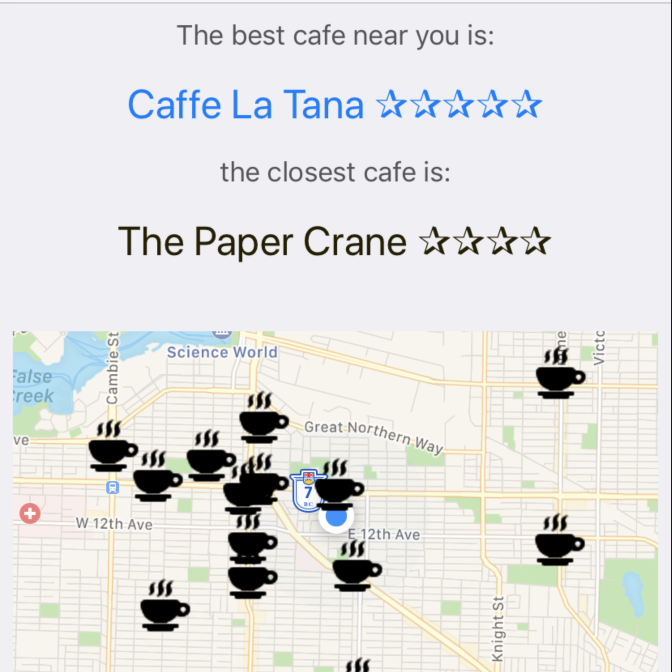 The best cafe near you is:
Caffe La Tana ☆☆☆☆☆
the closest cafe is:
The Paper Crane ☆☆☆☆
Science World
Cambie St
Victo
False
Creek
Great Northern Way
ve
7
BC
W 12th Ave
E 12th Ave
Knight St